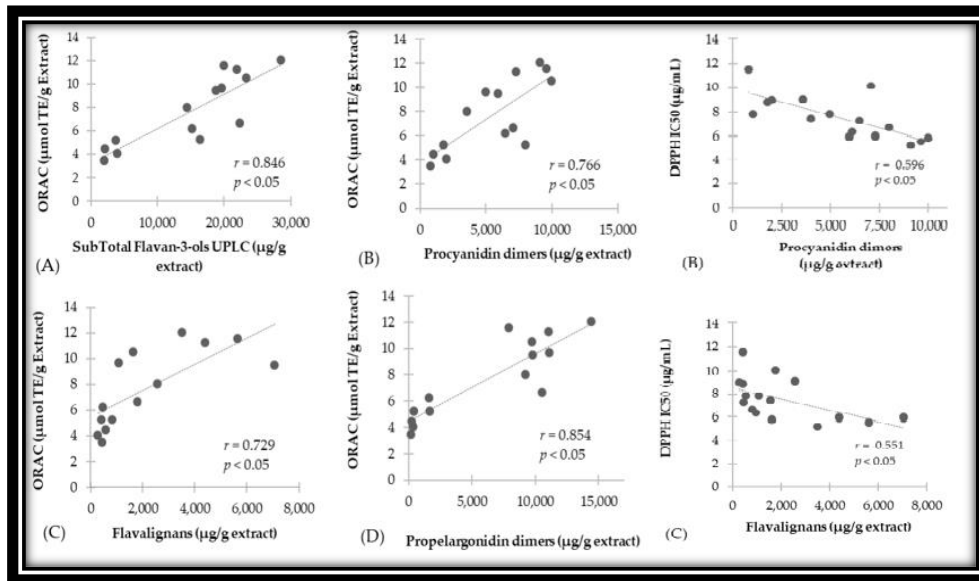 14
12
10
8
6
4
2
0
ORAC (μmol TE/g Extract)
r = 0.846
p < 0.05
0 10,000 20,000 30,000
SubTotal Flavan-3-ols UPLC (μg/g
extract)
(A)
14
12
10
8
6
4
2
0
ORAC (μmol TE/g Extract)
r = 0.766
p < 0.05
0 5,000 10,000 15,000
Procyanidin dimers (μg/g extract)
(B)
14
12
10
8
6
4
2
0
DPPH IC50 (μg/mL)
r = 0.596
p < 0.05
0 2,500 5,000 7,500 10,000
Procyanidin dimers
(μg/g extract)
(B)
14
12
10
8
6
4
2
0
ORAC (μmol TE/g Extract)
r = 0.729
p < 0.05
0 2,000 4,000 6,000 8,000
Flavalignans (μg/g extract)
(C)
14
12
10
8
6
4
2
0
ORAC (μmol TE/g Extract)
r = 0.854
p < 0.05
0 5,000 10,000 15,000
Propelargonidin dimers (μg/g extract)
(D)
14
12
10
8
6
4
2
0
DPPH IC50 (μg/mL)
r = 0.551
p < 0.05
0 2,000 4,000 6,000 8,000
Flavalignans (μg/g extract)
(C)